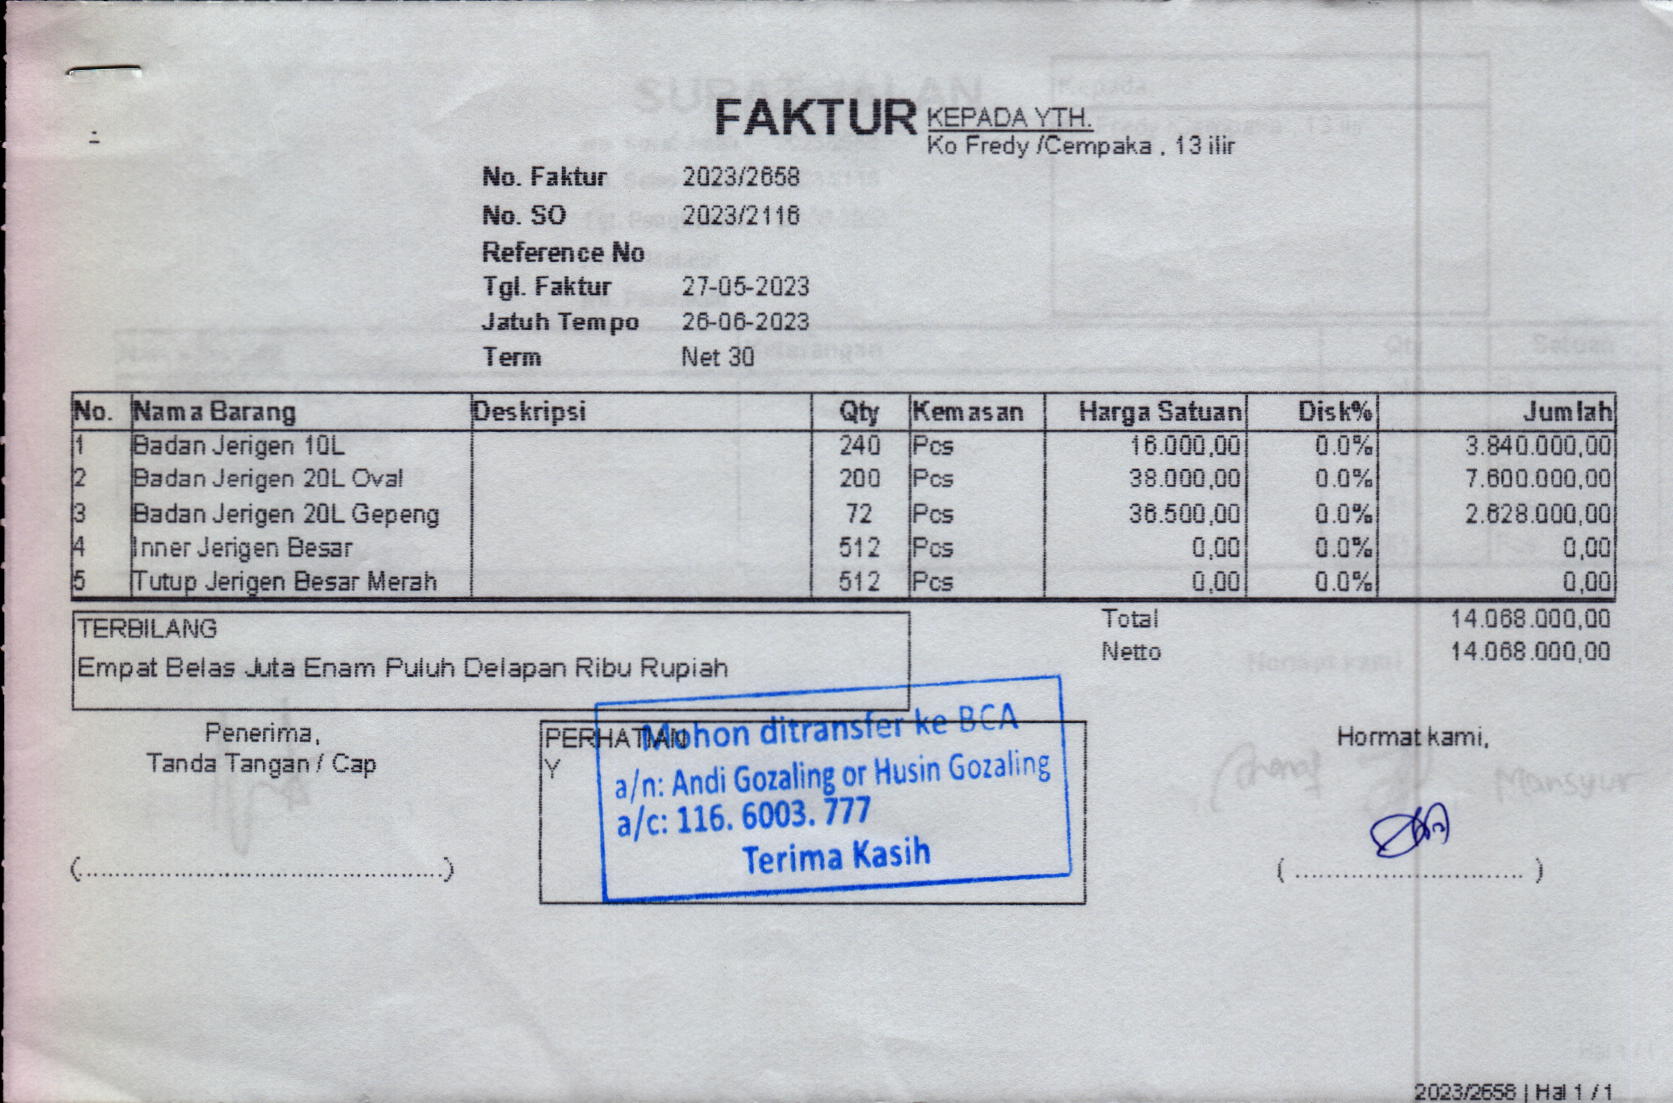 FAKTUR
KEPADA YTH.
Ko Fredy /Cempaka , 13 ilir
No. Faktur 2023/2658
No. SO 2023/2116
Reference No
Tgl. Faktur 27-05-2023
Jatuh Tempo 26-06-2023
Term Net 30
No. Nama Barang Deskripsi Qty Kemasan Harga Satuan Disk% Jumlah
1 Badan Jerigen 10L 240 Pcs 16.000,00 0.0% 3.840.000,00
2 Badan Jerigen 20L Oval 200 Pcs 38.000,00 0.0% 7.600.000,00
3 Badan Jerigen 20L Gepeng 72 Pcs 36.500,00 0.0% 2.628.000,00
4 Inner Jerigen Besar 512 Pcs 0,00 0.0% 0,00
5 Tutup Jerigen Besar Merah 512 Pcs 0,00 0.0% 0,00
Total 14.068.000,00
Netto 14.068.000,00
TERBILANG
Empat Belas Juta Enam Puluh Delapan Ribu Rupiah
Penerima,
Tanda Tangan / Cap
(.............................................)
PERHATIAN
Y
Mohon ditransfer ke BCA
a/n: Andi Gozaling or Husin Gozaling
a/c: 116. 6003. 777
Terima Kasih
Hormat kami,
Mansyur
( ............................ )
2023/2658 | Hal 1 / 1